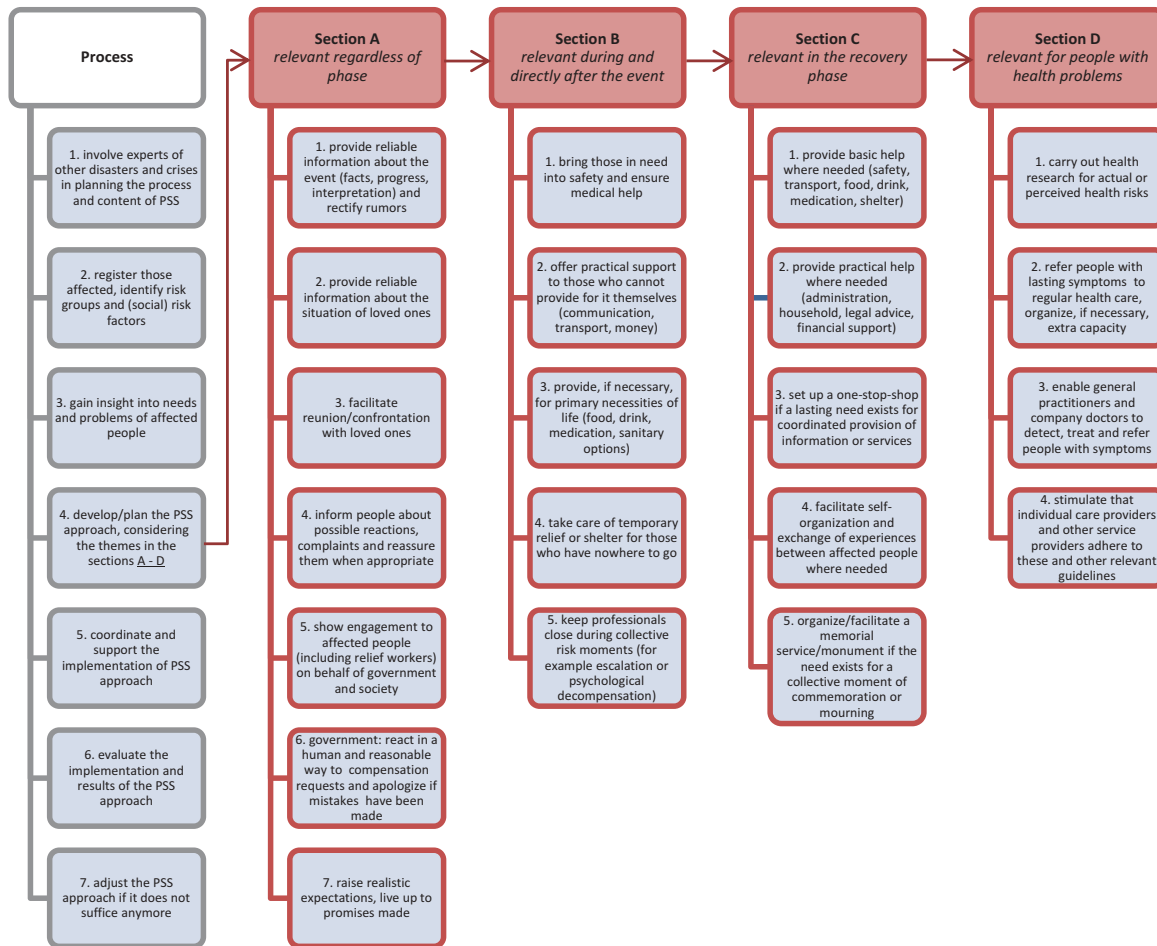 Process
1. involve experts of
other disasters and crises
in planning the process
and content of PSS
2. register those
affected, identify risk
groups and (social) risk
factors
3. gain insight into needs
and problems of affected
people
4. develop/plan the PSS
approach, considering
the themes in the
sections A - D
5. coordinate and
support the
implementation of PSS
approach
6. evaluate the
implementation and
results of the PSS
approach
7. adjust the PSS
approach if it does not
suffice anymore
Section A
relevant regardless of
phase
1. provide reliable
information about the
event (facts, progress,
interpretation) and
rectify rumors
2. provide reliable
information about the
situation of loved ones
3. facilitate
reunion/confrontation
with loved ones
4. inform people about
possible reactions,
complaints and reassure
them when appropriate
5. show engagement to
affected people
(including relief workers)
on behalf of government
and society
6. government: react in a
human and reasonable
way to compensation
requests and apologize if
mistakes have been
made
7. raise realistic
expectations, live up to
promises made
Section B
relevant during and
directly after the event
1. bring those in need
into safety and ensure
medical help
2. offer practical support
to those who cannot
provide for it themselves
(communication,
transport, money)
3. provide, if necessary,
for primary necessities of
life (food, drink,
medication, sanitary
options)
4. take care of temporary
relief or shelter for those
who have nowhere to go
5. keep professionals
close during collective
risk moments (for
example escalation or
psychological
decompensation)
Section C
relevant in the recovery
phase
1. provide basic help
where needed (safety,
transport, food, drink,
medication, shelter)
2. provide practical help
where needed
(administration,
household, legal advice,
financial support)
3. set up a one-stop-shop
if a lasting need exists for
coordinated provision of
information or services
4. facilitate self-
organization and
exchange of experiences
between affected people
where needed
5. organize/facilitate a
memorial
service/monument if the
need exists for a
collective moment of
commemoration or
mourning
Section D
relevant for people with
health problems
1. carry out health
research for actual or
perceived health risks
2. refer people with
lasting symptoms to
regular health care,
organize, if necessary,
extra capacity
3. enable general
practitioners and
company doctors to
detect, treat and refer
people with symptoms
4. stimulate that
individual care providers
and other service
providers adhere to
these and other relevant
guidelines